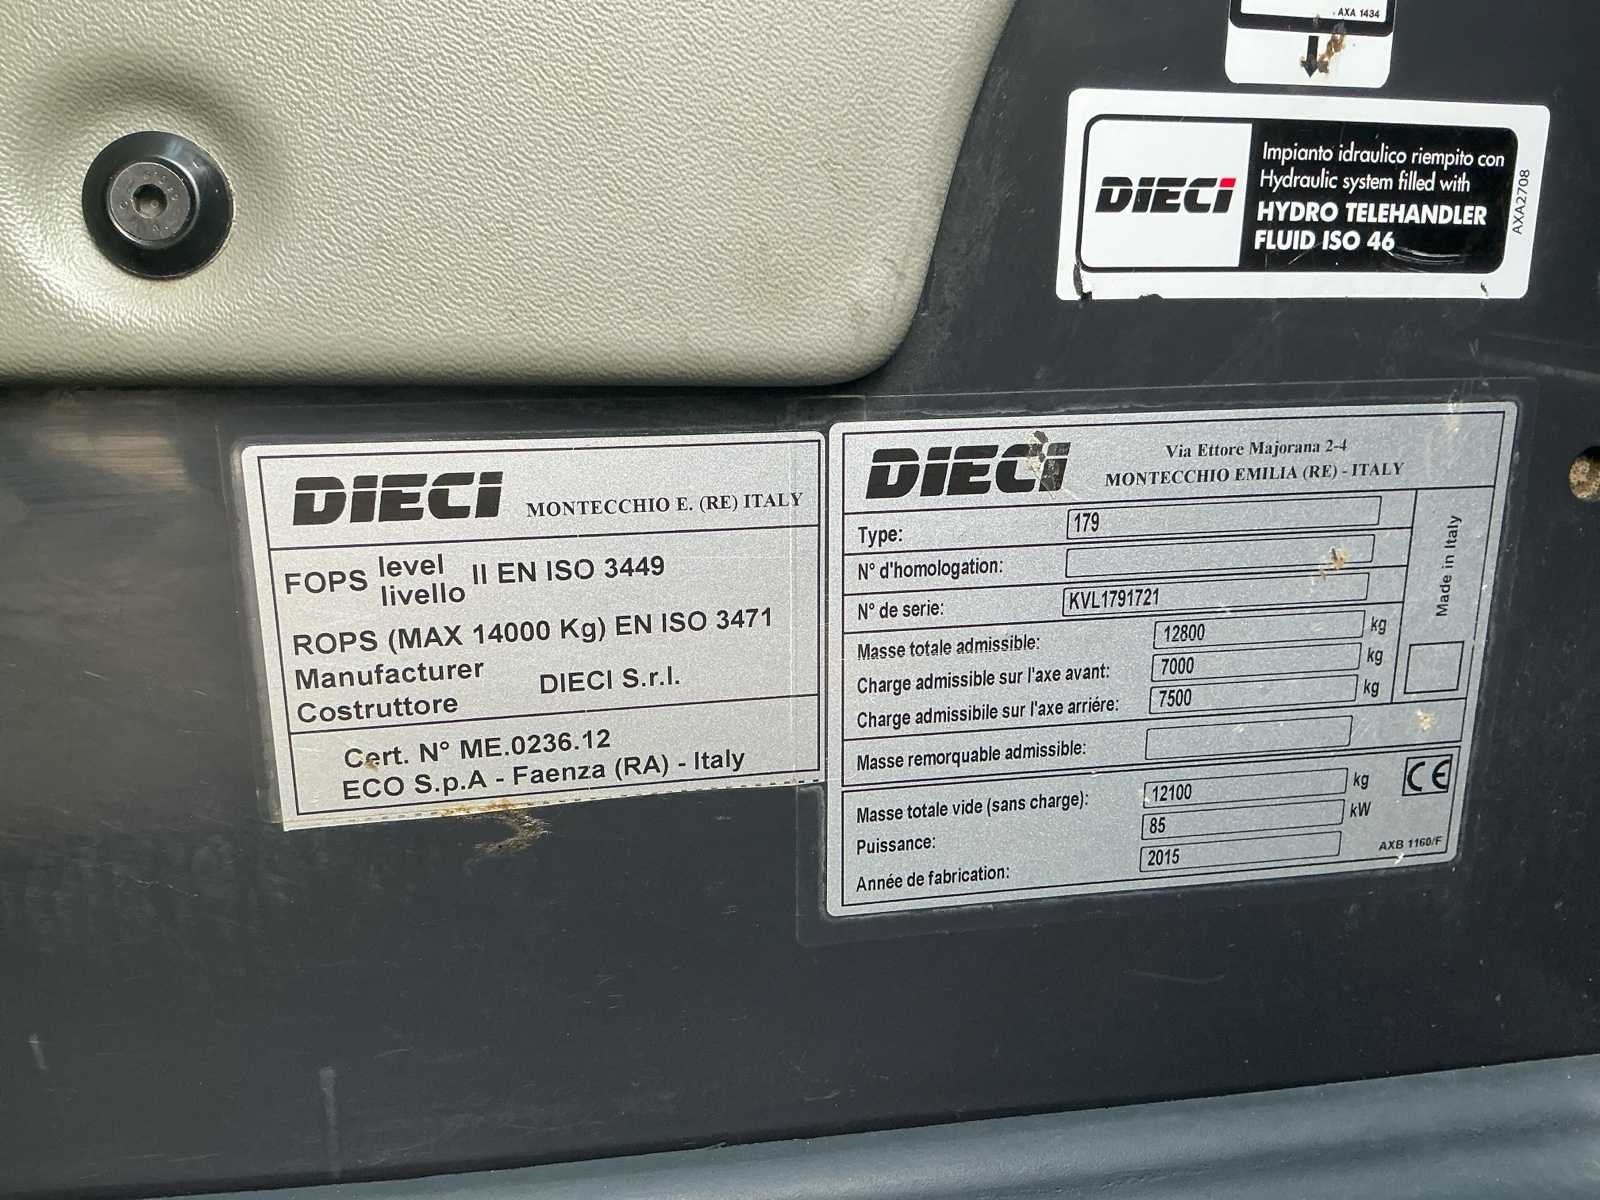 AXA 1434
DIECI
Impianto idraulico riempito con
Hydraulic system filled with
HYDRO TELEHANDLER
FLUID ISO 46
AXA2708
DIECI MONTECCHIO E. (RE) ITALY
FOPS level livello II EN ISO 3449
ROPS (MAX 14000 Kg) EN ISO 3471
Manufacturer
Costruttore
DIECI S.r.l.
Cert. N° ME.0236.12
ECO S.p.A - Faenza (RA) - Italy
DIECI
Via Ettore Majorana 2-4
MONTECCHIO EMILIA (RE) - ITALY
Type: 179
N° d'homologation:
N° de serie: KVL1791721
Masse totale admissible: 12800 kg
Charge admissible sur l'axe avant: 7000 kg
Charge admissibile sur l'axe arriére: 7500 kg
Masse remorquable admissible:
Made in Italy
Masse totale vide (sans charge): 12100 kg
Puissance: 85 kW
Année de fabrication: 2015
CE
AXB 1160/F